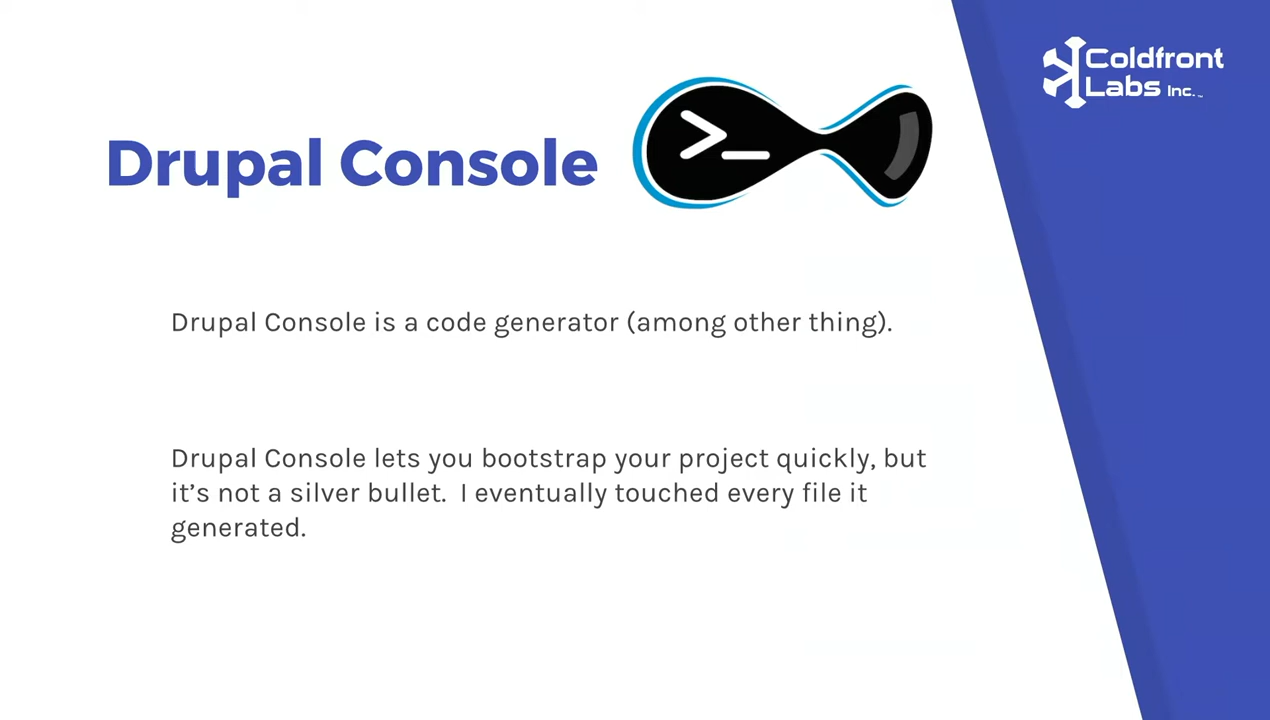 Coldfront
Labs Inc.™
Drupal Console
>_
Drupal Console is a code generator (among other thing).
Drupal Console lets you bootstrap your project quickly, but
it’s not a silver bullet.  I eventually touched every file it
generated.